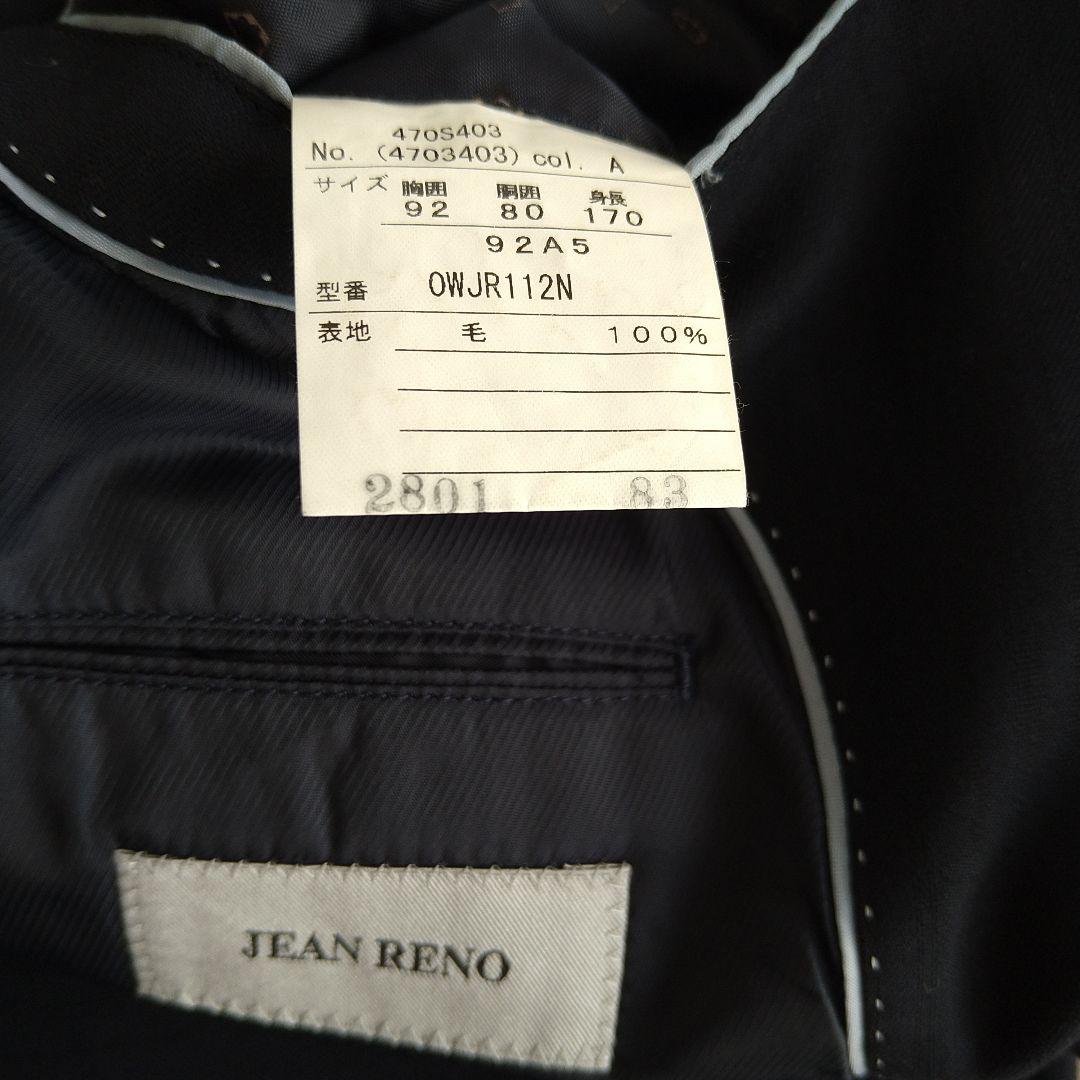 470S403
No. (4703403) col. A
サイズ 胸囲 胴囲 身長
92 80 170
92A5
型番 OWJR112N
表地 毛 100%
2801 83
JEAN RENO